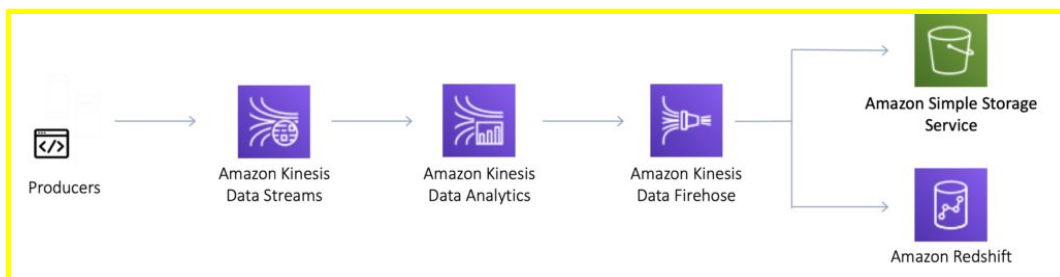 Producers
Amazon Kinesis
Data Streams
Amazon Kinesis
Data Analytics
Amazon Kinesis
Data Firehose
Amazon Simple Storage
Service
Amazon Redshift